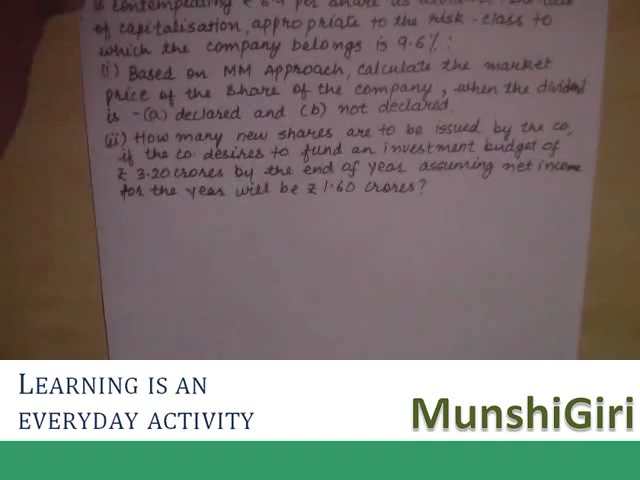 is contemplating ₹ 6.4 per share as dividend. The rate
of capitalisation, appropriate to the risk-class to
which the company belongs is 9.6%:
(i) Based on MM Approach, calculate the market
price of the share of the company, when the dividend
is - (a) declared and (b) not declared.
(ii) How many new shares are to be issued by the co,
if the co desires to fund an investment budget of
₹ 3.20 crores by the end of year assuming net income
for the year will be ₹ 1.60 crores?
LEARNING IS AN
EVERYDAY ACTIVITY
MunshiGiri